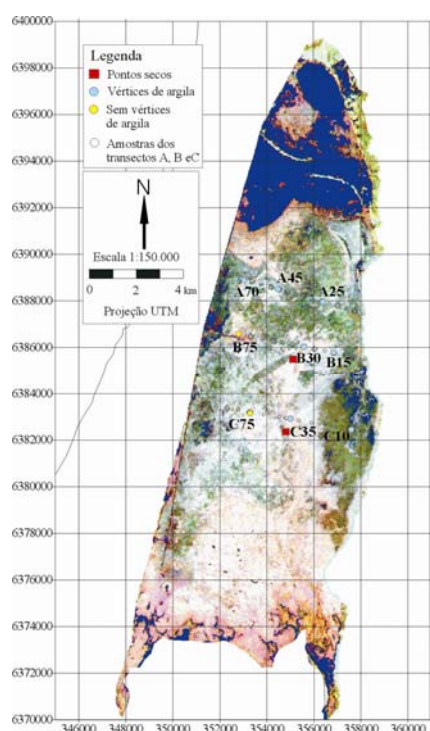 6400000
6398000
6396000
6394000
6392000
6390000
6388000
6386000
6384000
6382000
6380000
6378000
6376000
6374000
6372000
6370000
Legenda
Pontos secos
Vértices de argila
Sem vértices
de argila
Amostras dos
transectos A, B eC
N
Escala 1:150.000
0 2 4 km
Projeção UTM
A45
A70 A25
B75 B30 B15
C75 C35 C10
346000 348000 350000 352000 354000 356000 358000 360000